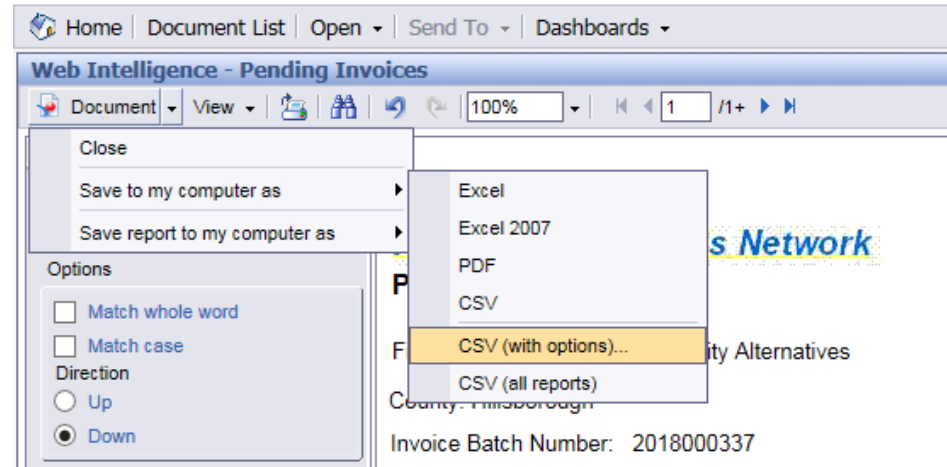 Home Document List Open Send To Dashboards
Web Intelligence - Pending Invoices
Document View 100% 1 /1+
Close
Save to my computer as
Save report to my computer as
Excel
Excel 2007
PDF
CSV
CSV (with options)...
CSV (all reports)
s Network
P
ity Alternatives
Invoice Batch Number: 2018000337
Options
Match whole word
Match case
Direction
Up
Down